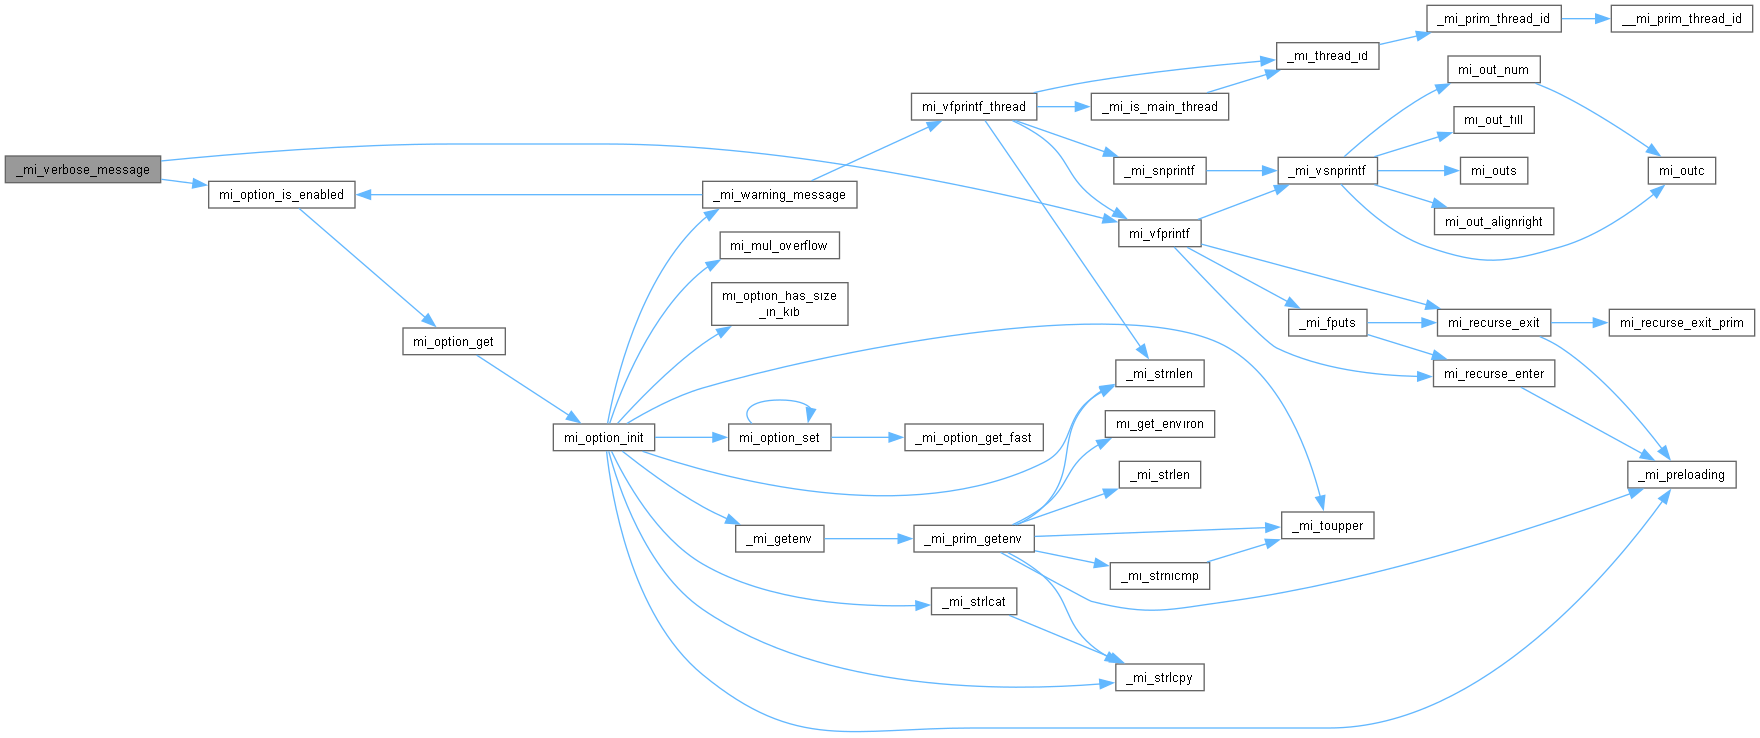 _mi_verbose_message
mi_option_is_enabled
mi_option_get
mi_option_init
_mi_warning_message
mi_mul_overflow
mi_option_has_size
_in_kib
mi_option_set
_mi_option_get_fast
_mi_getenv
_mi_prim_getenv
_mi_strlcat
mi_vfprintf_thread
_mi_is_main_thread
_mi_snprintf
mi_vfprintf
_mi_strnlen
mi_get_environ
_mi_strlen
_mi_strnicmp
_mi_strlcpy
_mi_thread_id
_mi_vsnprintf
_mi_fputs
_mi_toupper
_mi_prim_thread_id
__mi_prim_thread_id
mi_out_num
mi_out_fill
mi_outs
mi_out_alignright
mi_outc
mi_recurse_exit
mi_recurse_exit_prim
mi_recurse_enter
_mi_preloading